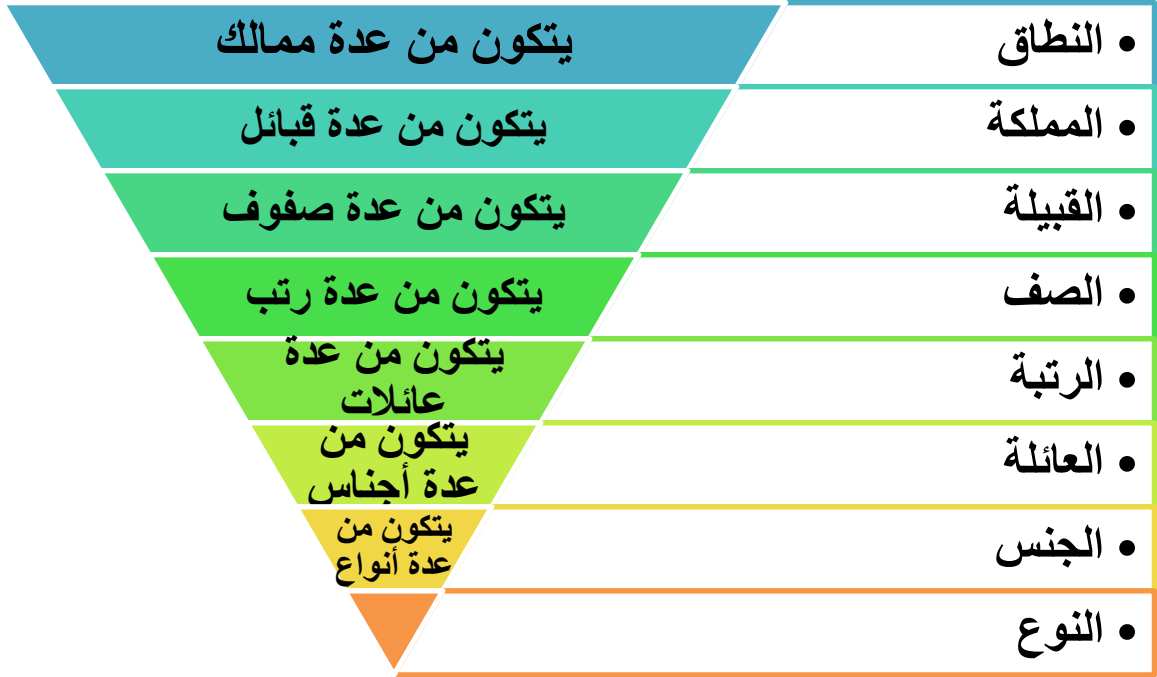 • النطاق
يتكون من عدة ممالك
• المملكة
يتكون من عدة قبائل
• القبيلة
يتكون من عدة صفوف
• الصف
يتكون من عدة رتب
• الرتبة
يتكون من عدة
عائلات
• العائلة
يتكون من
عدة أجناس
• الجنس
يتكون من
عدة أنواع
• النوع